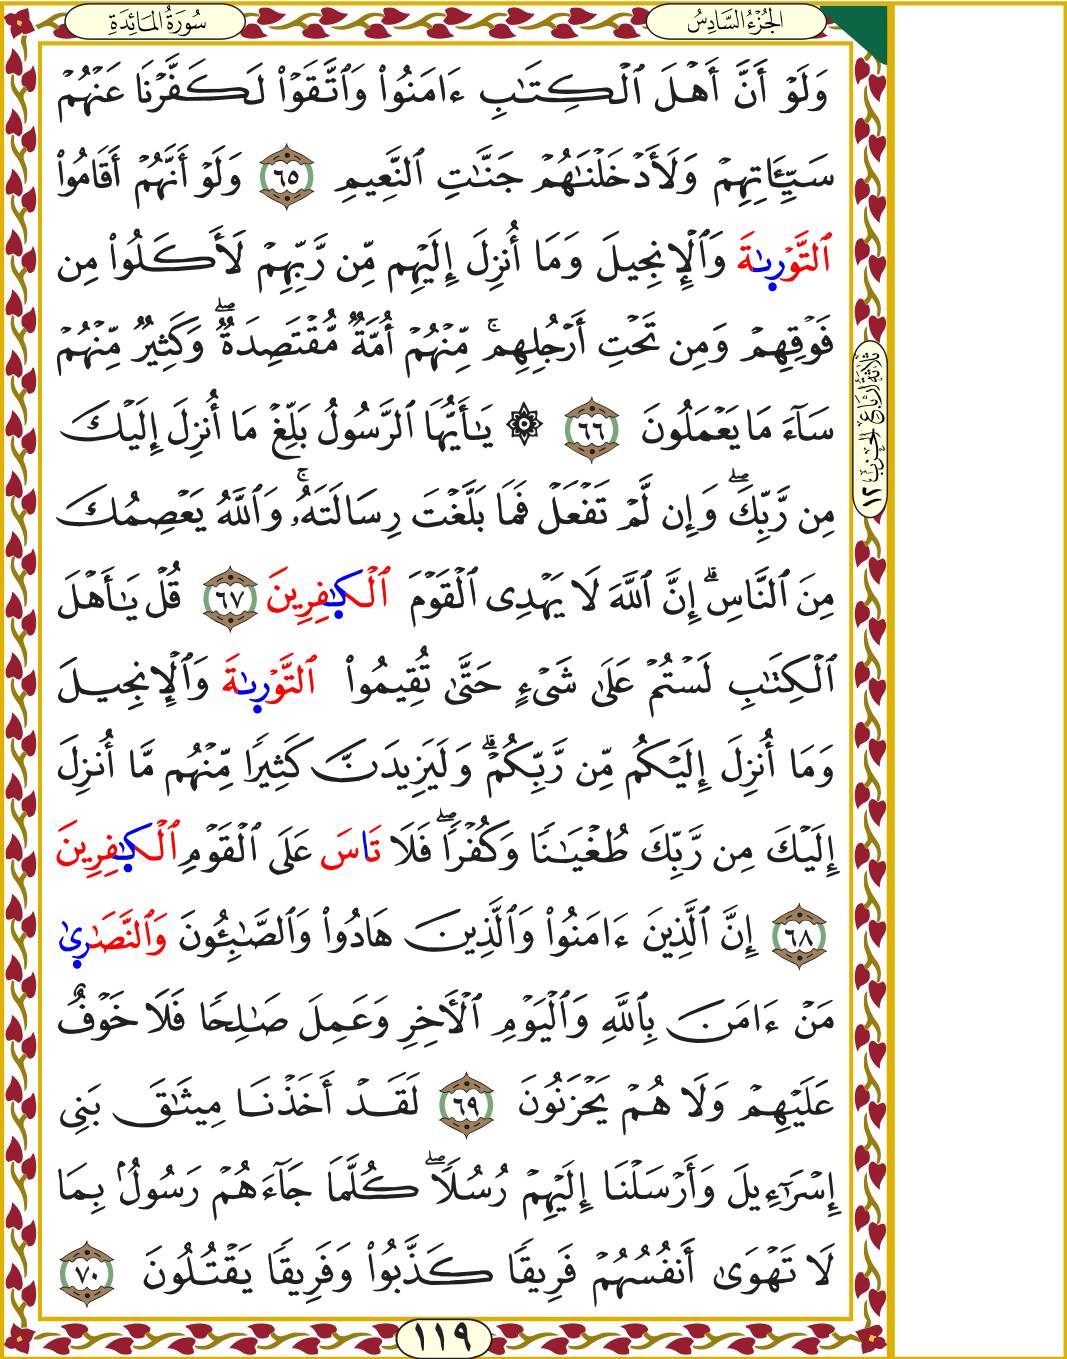 الجُزْءُ السَّادِسُ
سُورَةُ المَائِدَةِ
وَلَوۡ أَنَّ أَهۡلَ ٱلۡكِتَٰبِ ءَامَنُواْ وَٱتَّقَوۡاْ لَكَفَّرۡنَا عَنۡهُمۡ
سَيِّـَٔاتِهِمۡ وَلَأَدۡخَلۡنَٰهُمۡ جَنَّٰتِ ٱلنَّعِيمِ ٦٥ وَلَوۡ أَنَّهُمۡ أَقَامُواْ
ٱلتَّوۡرٜىٰةَ وَٱلۡإِنجِيلَ وَمَآ أُنزِلَ إِلَيۡهِم مِّن رَّبِّهِمۡ لَأَكَلُواْ مِن
فَوۡقِهِمۡ وَمِن تَحۡتِ أَرۡجُلِهِمۚ مِّنۡهُمۡ أُمَّةٞ مُّقۡتَصِدَةٞۖ وَكَثِيرٞ مِّنۡهُمۡ
سَآءَ مَا يَعۡمَلُونَ ٦٦ ۞ يَٰٓأَيُّهَا ٱلرَّسُولُ بَلِّغۡ مَآ أُنزِلَ إِلَيۡكَ
مِن رَّبِّكَۖ وَإِن لَّمۡ تَفۡعَلۡ فَمَا بَلَّغۡتَ رِسَالَتَهُۥۚ وَٱللَّهُ يَعۡصِمُكَ
مِنَ ٱلنَّاسِۗ إِنَّ ٱللَّهَ لَا يَهۡدِي ٱلۡقَوۡمَ ٱلۡكٰٜفِرِينَ ٦٧ قُلۡ يَٰٓأَهۡلَ
ٱلۡكِتَٰبِ لَسۡتُمۡ عَلَىٰ شَيۡءٍ حَتَّىٰ تُقِيمُواْ ٱلتَّوۡرٜىٰةَ وَٱلۡإِنجِيلَ
وَمَآ أُنزِلَ إِلَيۡكُم مِّن رَّبِّكُمۡۗ وَلَيَزِيدَنَّ كَثِيرٗا مِّنۡهُم مَّآ أُنزِلَ
إِلَيۡكَ مِن رَّبِّكَ طُغۡيَٰنٗا وَكُفۡرٗاۖ فَلَا تَاسَ عَلَى ٱلۡقَوۡمِ ٱلۡكٰٜفِرِينَ
٦٨ إِنَّ ٱلَّذِينَ ءَامَنُواْ وَٱلَّذِينَ هَادُواْ وَٱلصَّٰبِـُٔونَ وَٱلنَّصَٰرٜىٰ
مَنۡ ءَامَنَ بِٱللَّهِ وَٱلۡيَوۡمِ ٱلۡأٓخِرِ وَعَمِلَ صَٰلِحٗا فَلَا خَوۡفٌ
عَلَيۡهِمۡ وَلَا هُمۡ يَحۡزَنُونَ ٦٩ لَقَدۡ أَخَذۡنَا مِيثَٰقَ بَنِيٓ
إِسۡرَٰٓءِيلَ وَأَرۡسَلۡنَآ إِلَيۡهِمۡ رُسُلٗاۖ كُلَّمَا جَآءَهُمۡ رَسُولُۢ بِمَا
لَا تَهۡوَىٰٓ أَنفُسُهُمۡ فَرِيقٗا كَذَّبُواْ وَفَرِيقٗا يَقۡتُلُونَ ٧٠
ثَلَاثَةُ أَرْبَاعِ الحِزْبِ ١٢
١١٩